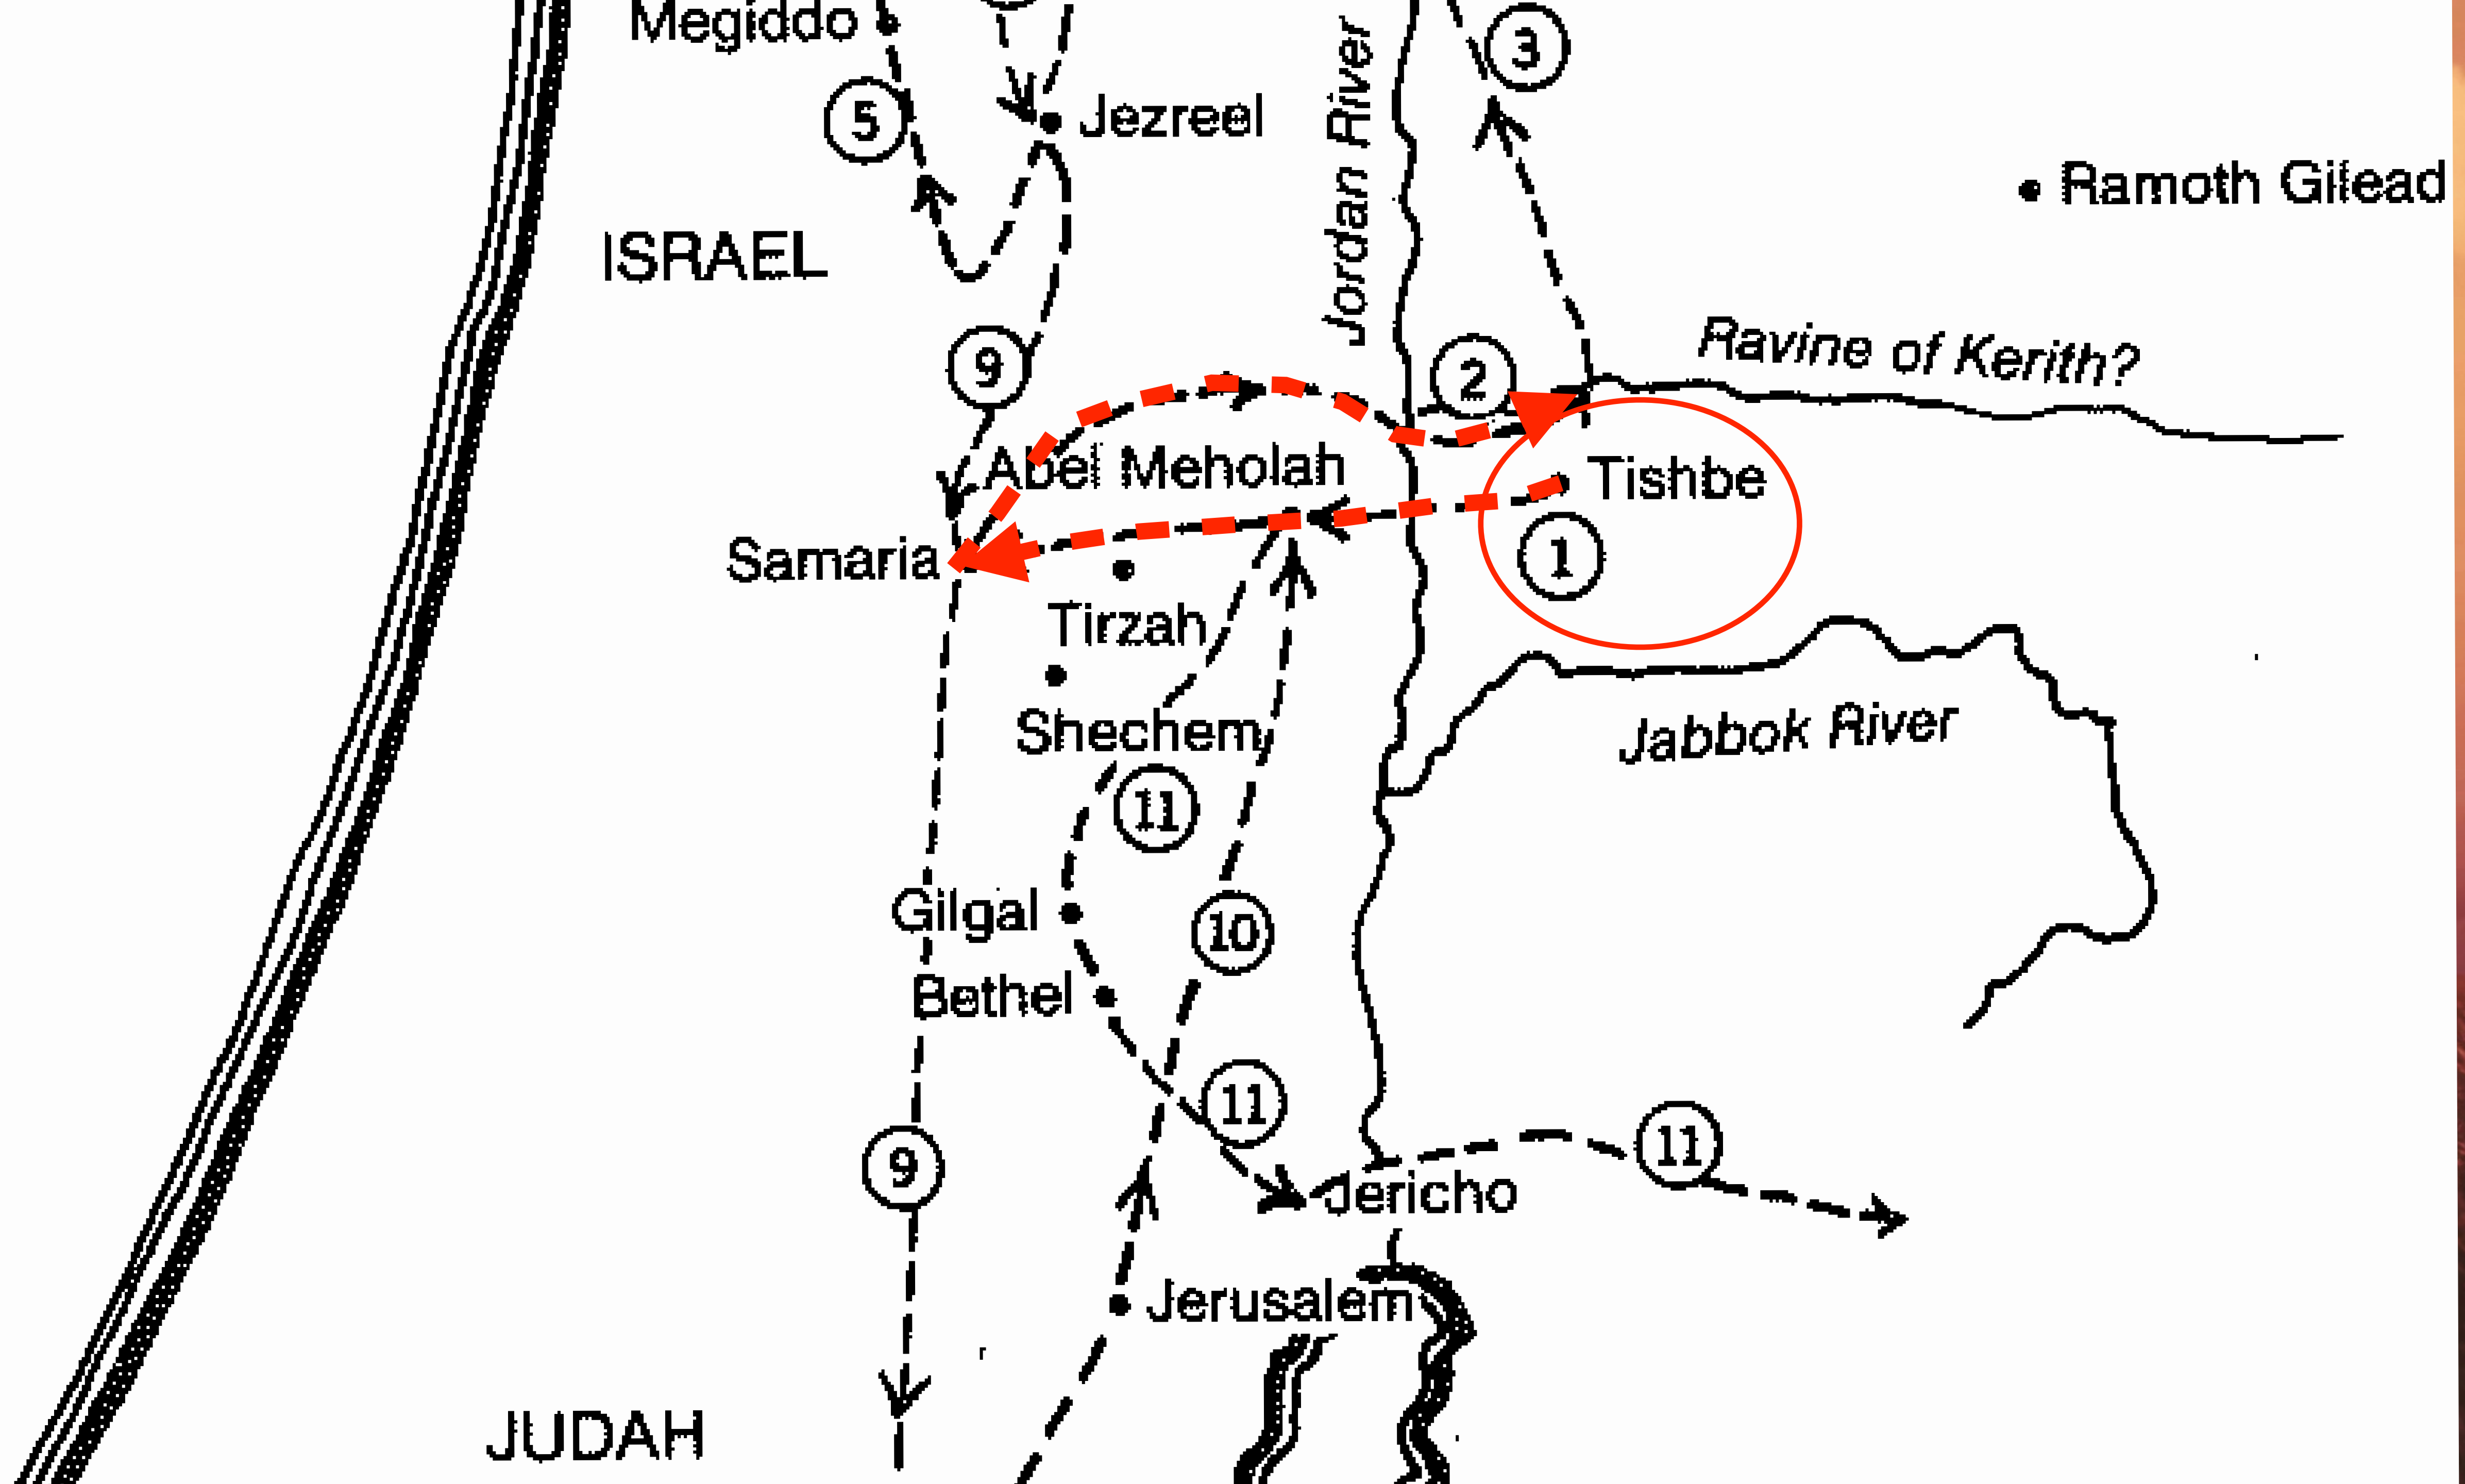 Megiddo
3
5
Jezreel
Jordan River
Ramoth Gilead
ISRAEL
Ravine of Kerith?
9
2
Abel Meholah
Tishbe
Samaria
1
Tirzah
Shechem
Jabbok River
11
Gilgal
10
Bethel
11
11
9
Jericho
Jerusalem
JUDAH